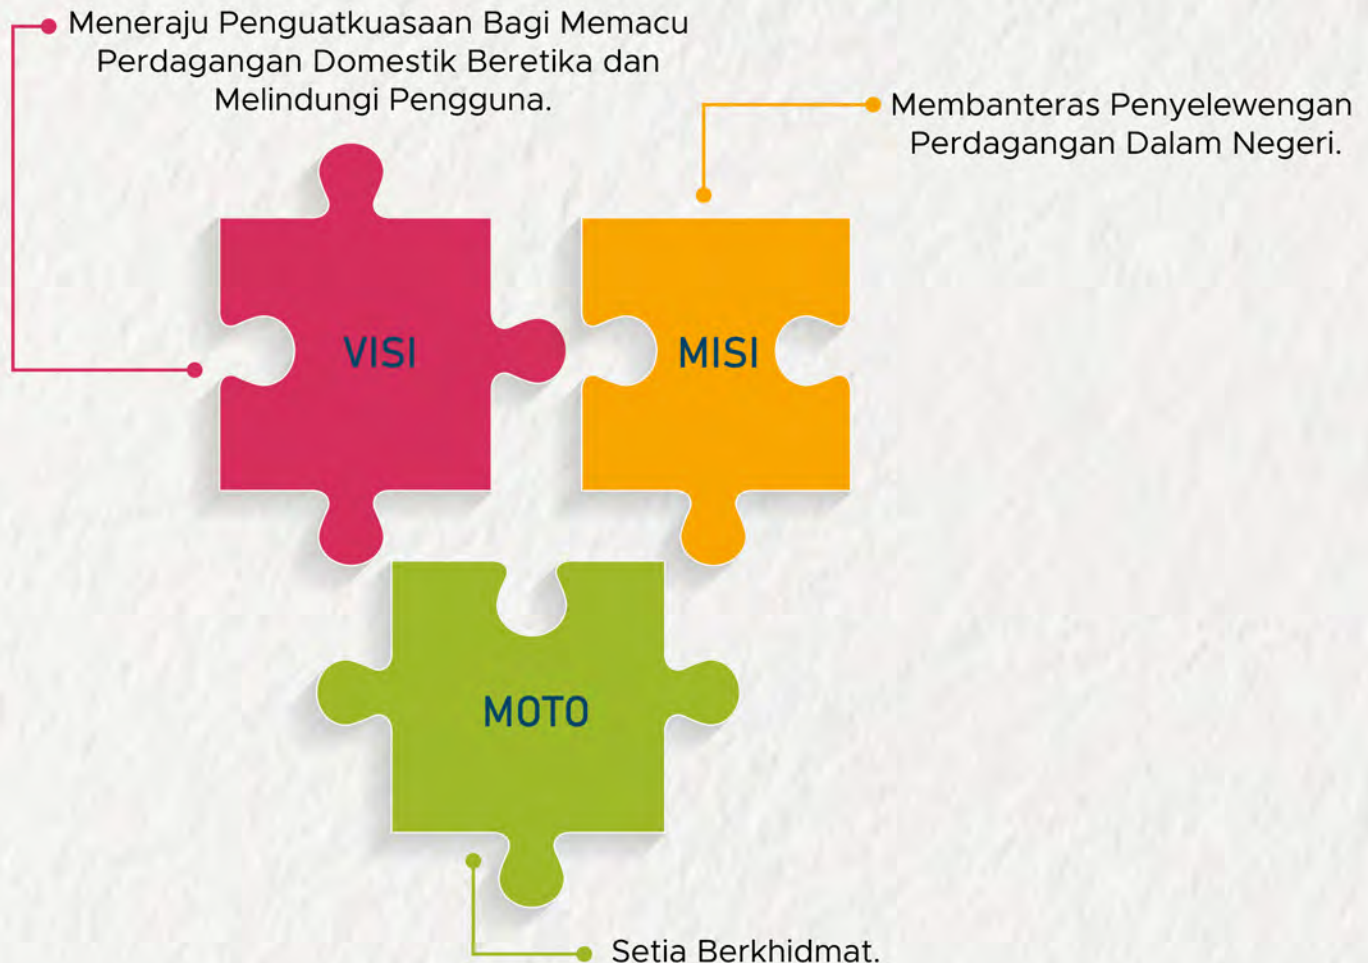 Meneraju Penguatkuasaan Bagi Memacu
Perdagangan Domestik Beretika dan
Melindungi Pengguna.
Membanteras Penyelewengan
Perdagangan Dalam Negeri.
VISI
MISI
MOTO
Setia Berkhidmat.